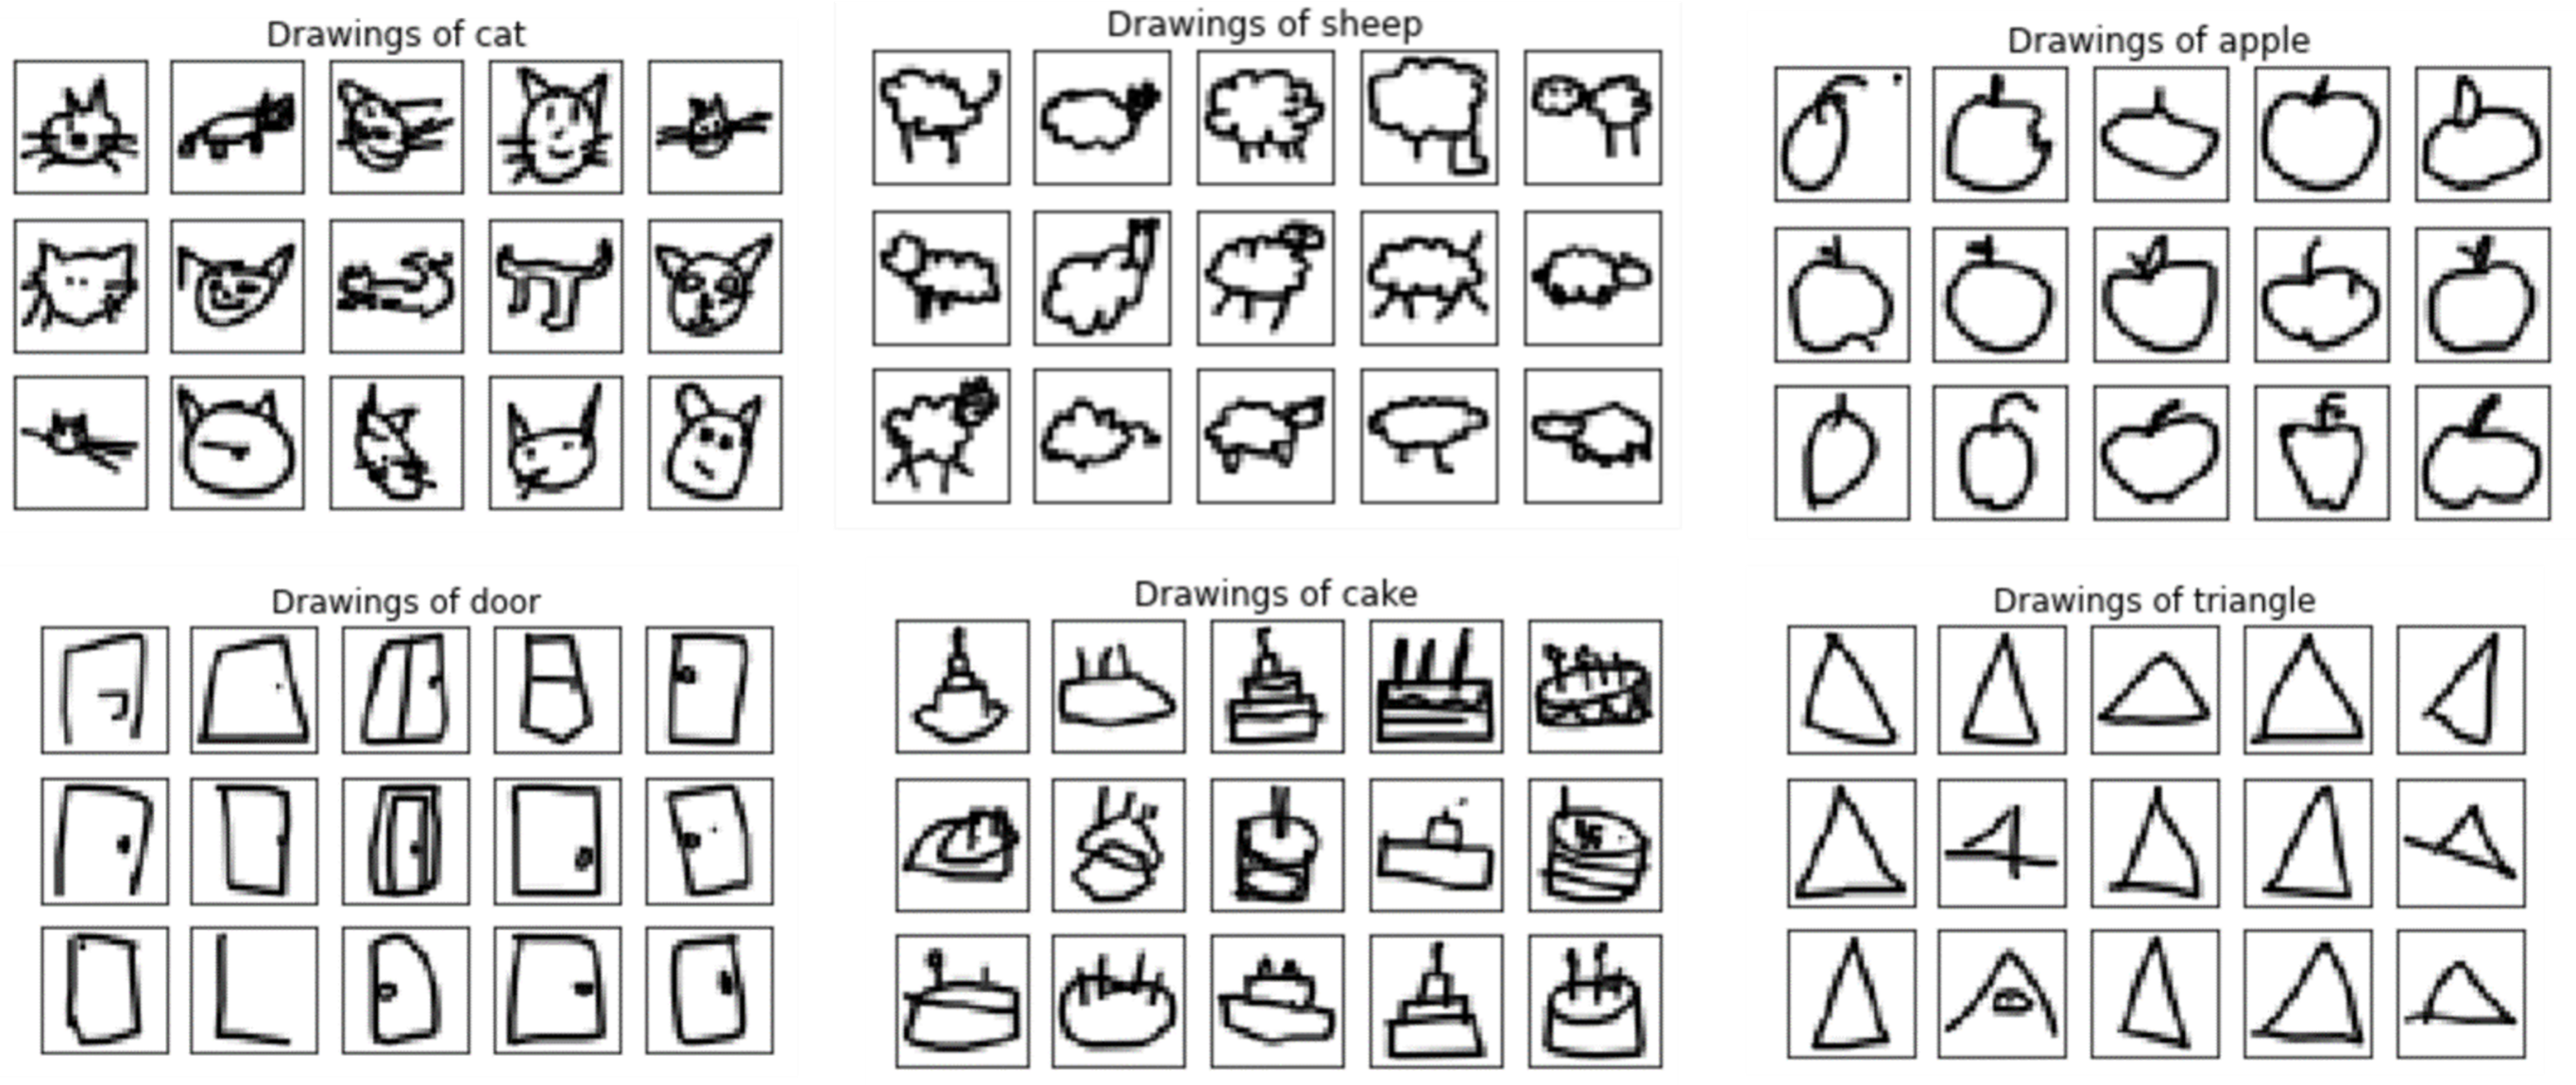 Drawings of cat
Drawings of sheep
Drawings of apple
Drawings of door
Drawings of cake
Drawings of triangle